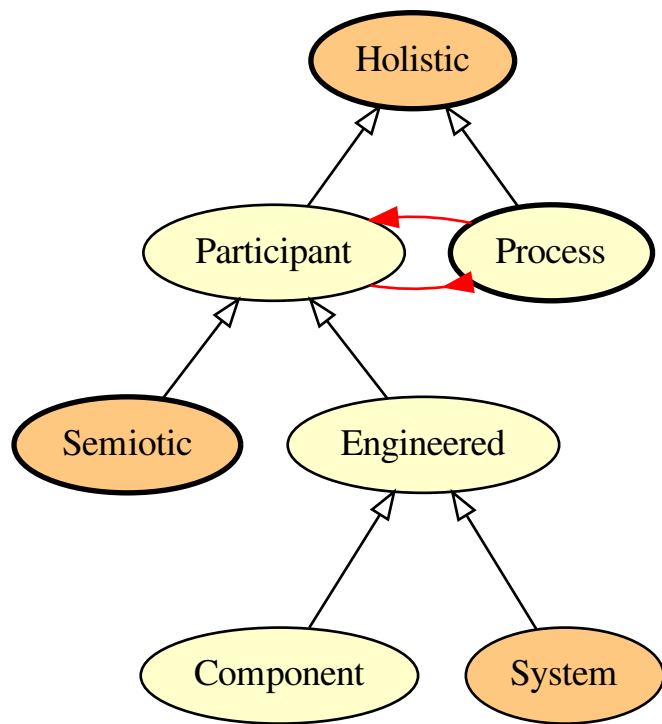 Holistic
Participant
Process
Semiotic
Engineered
Component
System